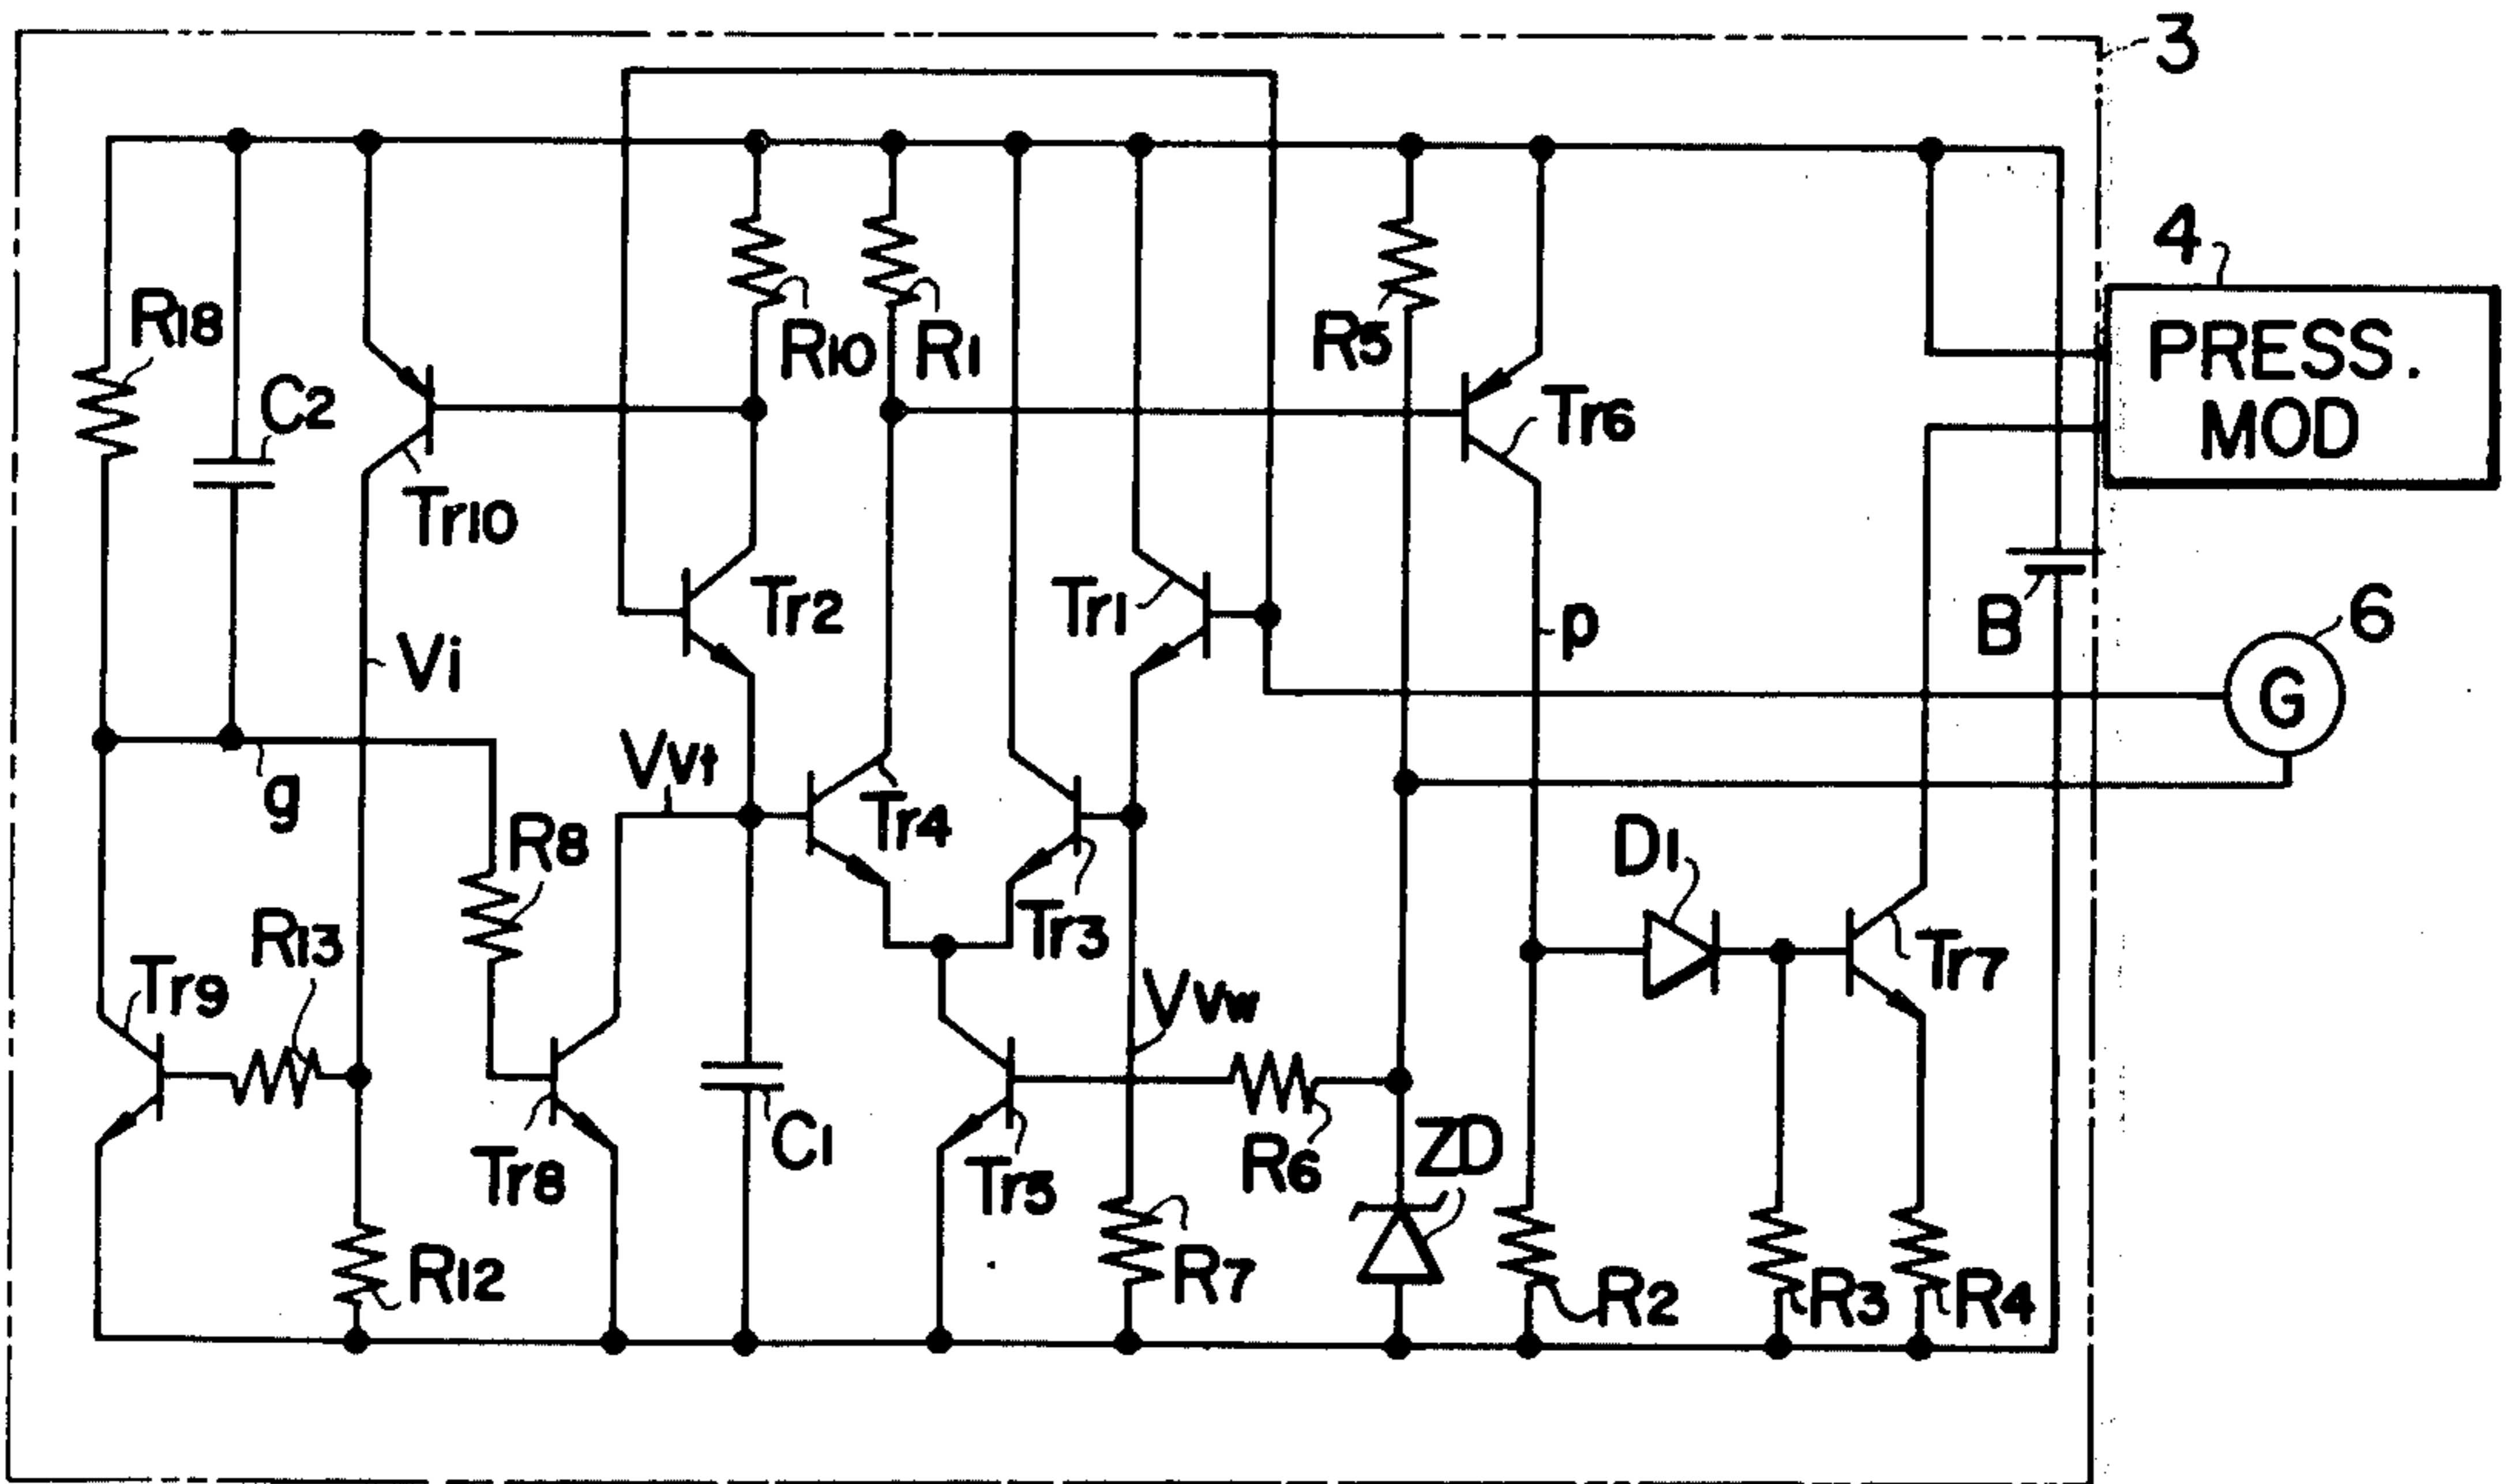 3
4
R18
C2
R10
R1
R5
PRESS.
MOD
Tr10
Tr6
Tr2
Tr1
p
B
6
G
Vi
g
Vvt
R8
Tr4
D1
R13
Tr3
Tr7
Tr9
Vvw
C1
Tr8
Tr5
R6
ZD
R12
R7
R2
R3
R4